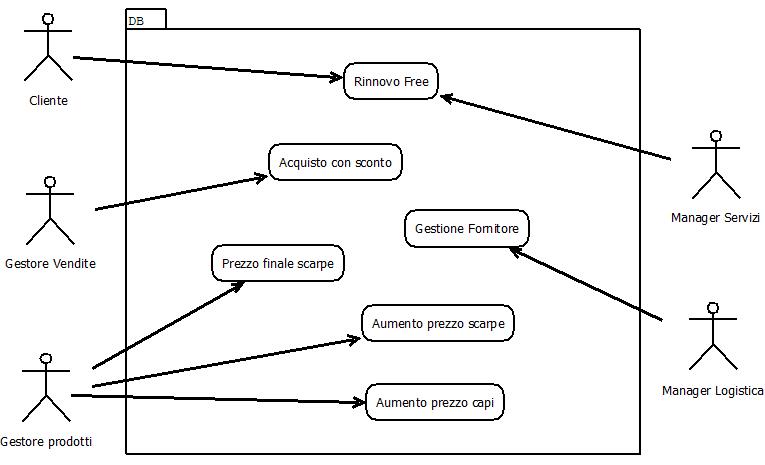 DB
Cliente
Rinnovo Free
Acquisto con sconto
Manager Servizi
Gestore Vendite
Gestione Fornitore
Prezzo finale scarpe
Aumento prezzo scarpe
Manager Logistica
Aumento prezzo capi
Gestore prodotti